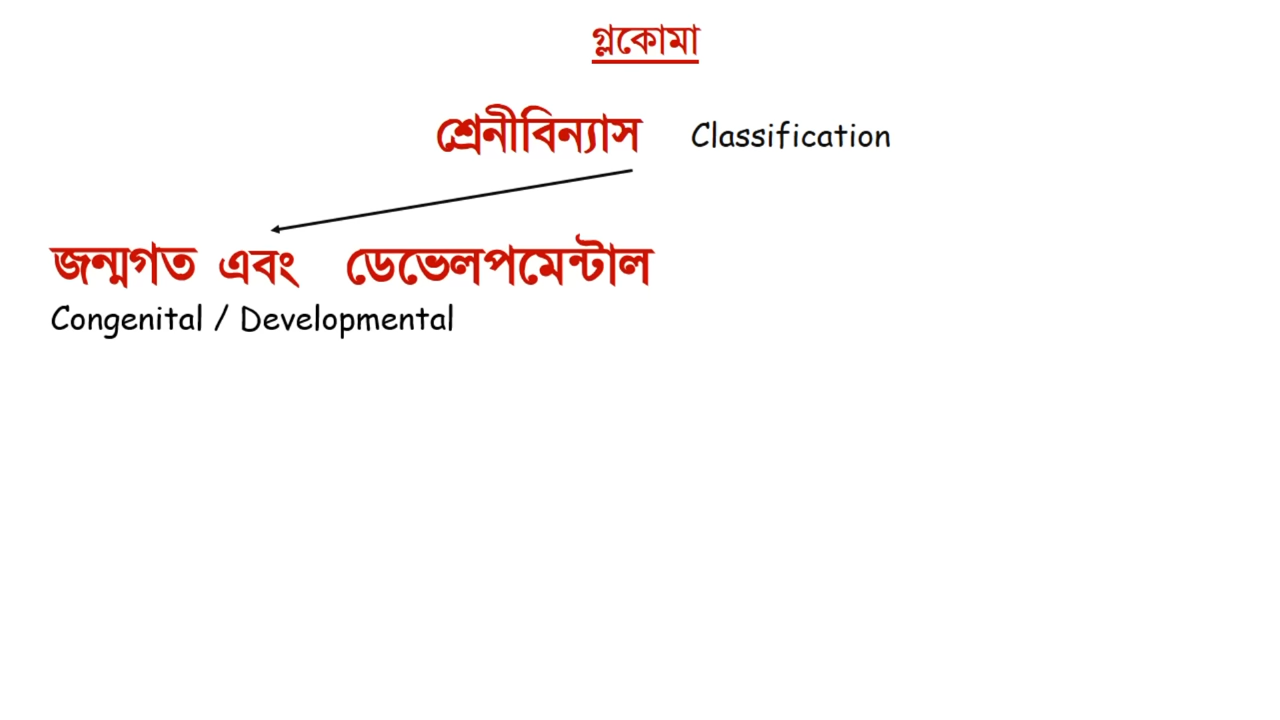 গ্লকোমা
শ্রেনীবিন্যাস Classification
জন্মগত এবং ডেভেলপমেন্টাল
Congenital / Developmental